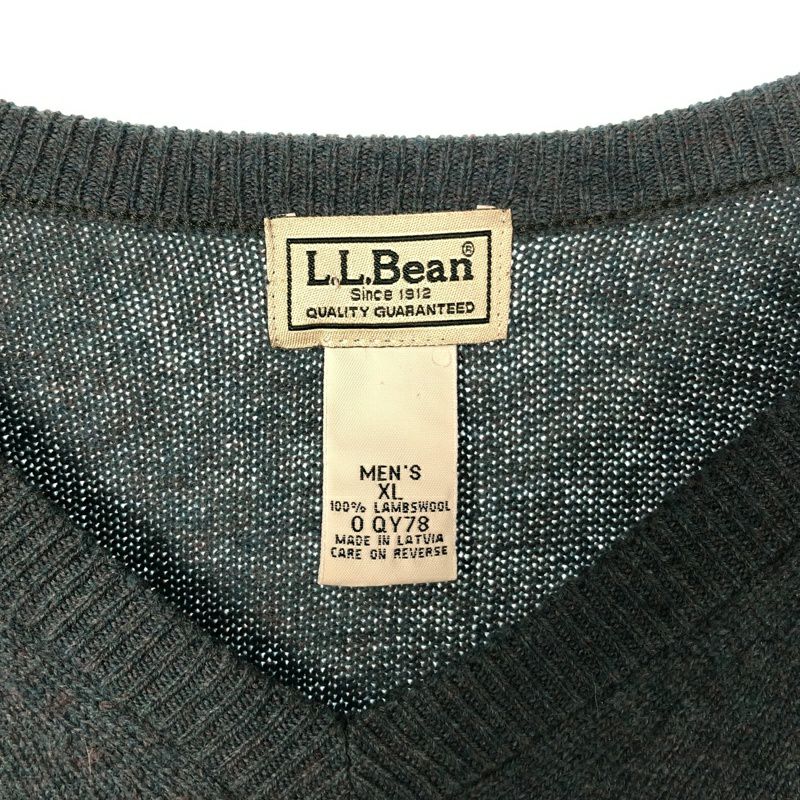 L.L.Bean®
Since 1912
QUALITY GUARANTEED
MEN'S
XL
100% LAMBSWOOL
0 QY78
MADE IN LATVIA
CARE ON REVERSE